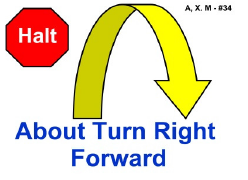 A, X. M - #34
Halt
About Turn Right
Forward